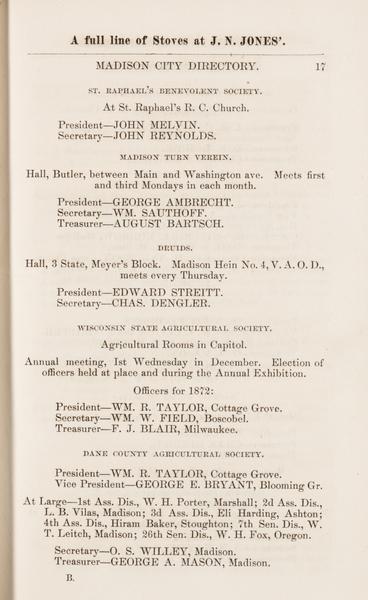 A full line of Stoves at J. N. JONES'.
MADISON CITY DIRECTORY. 17
ST. RAPHAEL'S BENEVOLENT SOCIETY.
At St. Raphael's R. C. Church.
President—JOHN MELVIN.
Secretary—JOHN REYNOLDS.
MADISON TURN VEREIN.
Hall, Butler, between Main and Washington ave. Meets first
and third Mondays in each month.
President—GEORGE AMBRECHT.
Secretary—WM. SAUTHOFF.
Treasurer—AUGUST BARTSCH.
DRUIDS.
Hall, 3 State, Meyer's Block. Madison Hein No. 4, V. A. O. D.,
meets every Thursday.
President—EDWARD STREITT.
Secretary—CHAS. DENGLER.
WISCONSIN STATE AGRICULTURAL SOCIETY.
Agricultural Rooms in Capitol.
Annual meeting, 1st Wednesday in December. Election of
officers held at place and during the Annual Exhibition.
Officers for 1872:
President—WM. R. TAYLOR, Cottage Grove.
Secretary—WM. W. FIELD, Boscobel.
Treasurer—F. J. BLAIR, Milwaukee.
DANE COUNTY AGRICULTURAL SOCIETY.
President—WM. R. TAYLOR, Cottage Grove.
Vice President—GEORGE E. BRYANT, Blooming Gr.
At Large—1st Ass. Dis., W. H. Porter, Marshall; 2d Ass. Dis.,
L. B. Vilas, Madison; 3d Ass. Dis., Eli Harding, Ashton;
4th Ass. Dis., Hiram Baker, Stoughton; 7th Sen. Dis., W.
T. Leitch, Madison; 26th Sen. Dis., W. H. Fox, Oregon.
Secretary—O. S. WILLEY, Madison.
Treasurer—GEORGE A. MASON, Madison.
B.